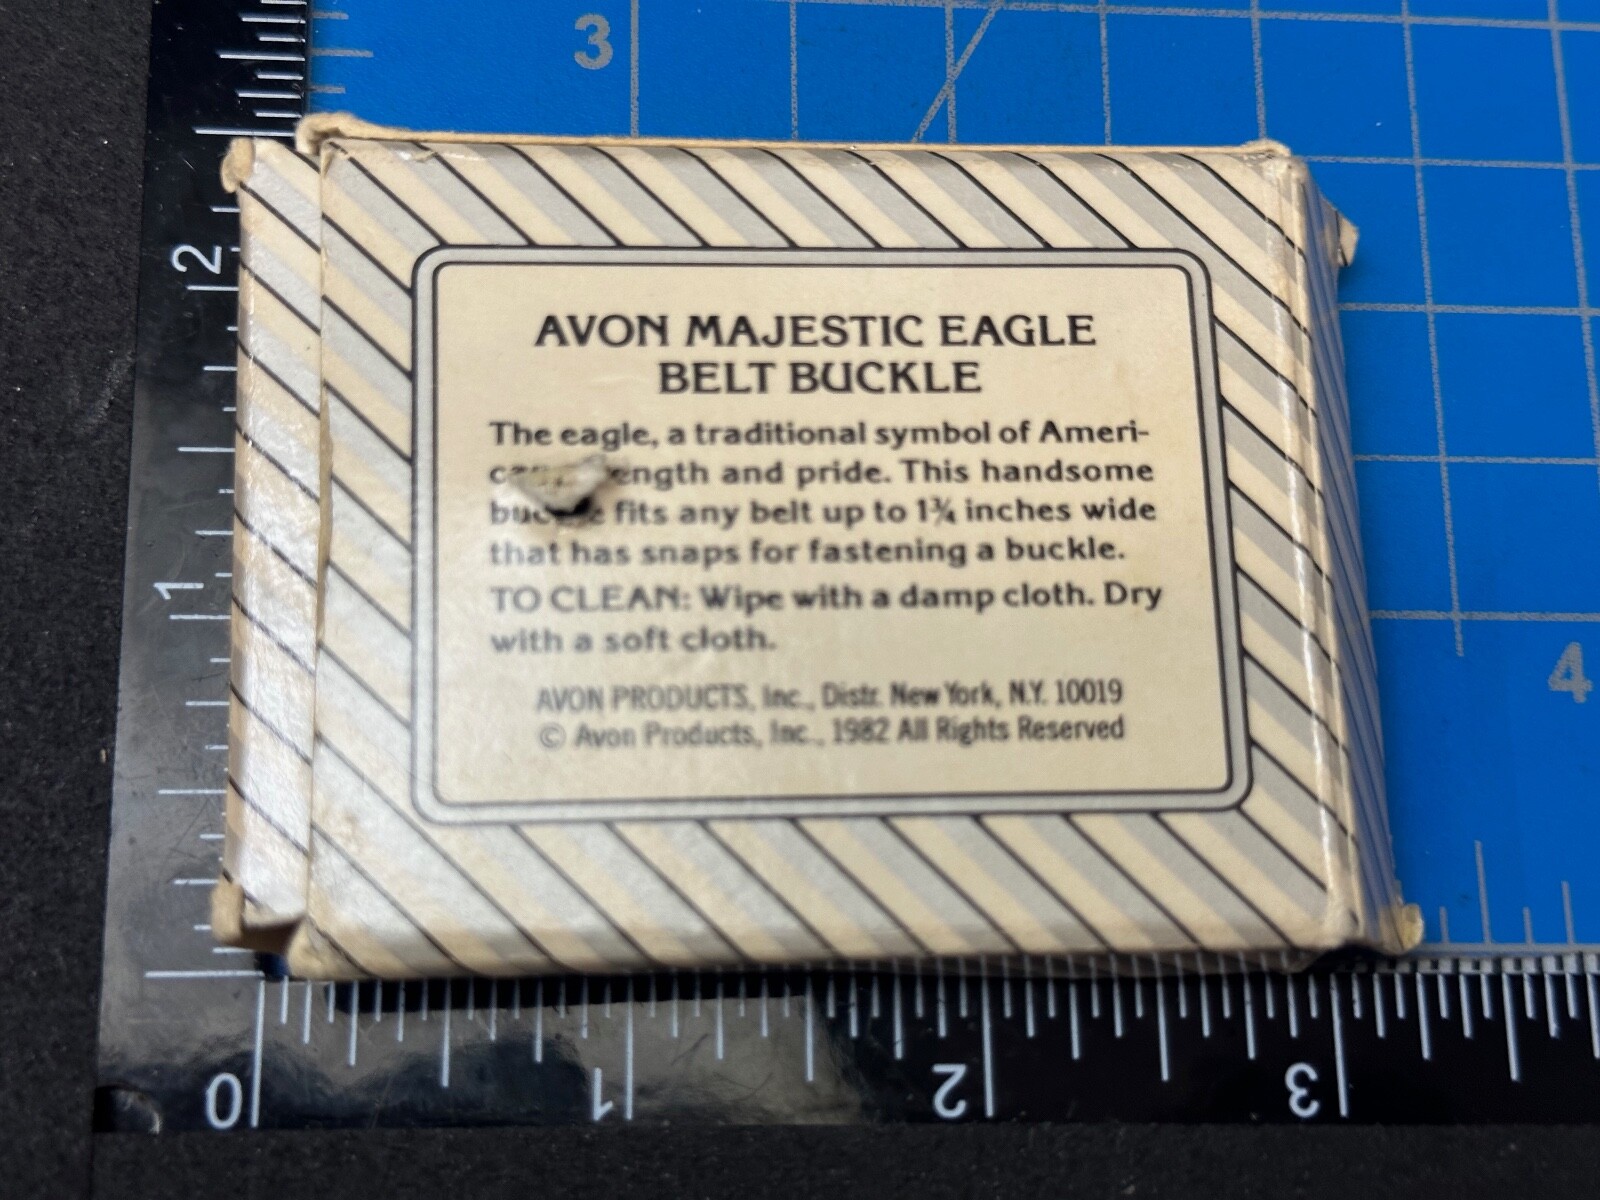 3
2
AVON MAJESTIC EAGLE
BELT BUCKLE
The eagle, a traditional symbol of Ameri-
ength and pride. This handsome
fits any belt up to 1¾ inches wide
that has snaps for fastening a buckle.
1
TO CLEAN: Wipe with a damp cloth. Dry
with a soft cloth.
4
AVON PRODUCTS, Inc., Distr. New York, N.Y. 10019
© Avon Products, Inc., 1982 All Rights Reserved
0 1 2 3